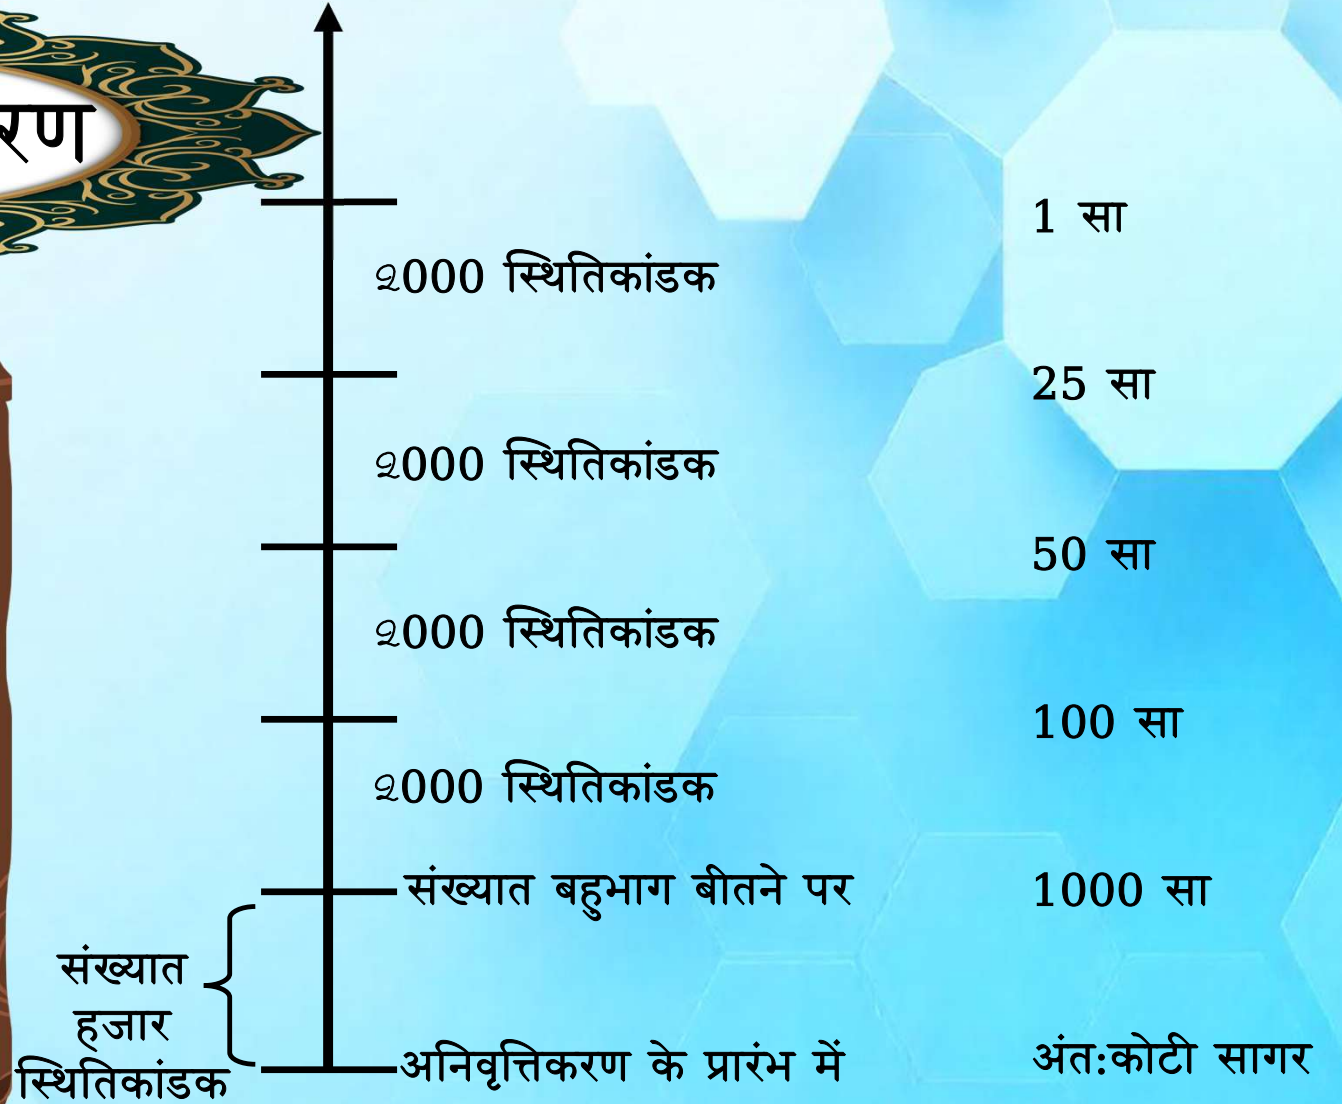 रण
1 सा
२000 स्थितिकांडक
25 सा
२000 स्थितिकांडक
50 सा
२000 स्थितिकांडक
100 सा
२000 स्थितिकांडक
संख्यात बहुभाग बीतने पर
1000 सा
संख्यात
हजार
स्थितिकांडक
अनिवृत्तिकरण के प्रारंभ में
अंत:कोटी सागर